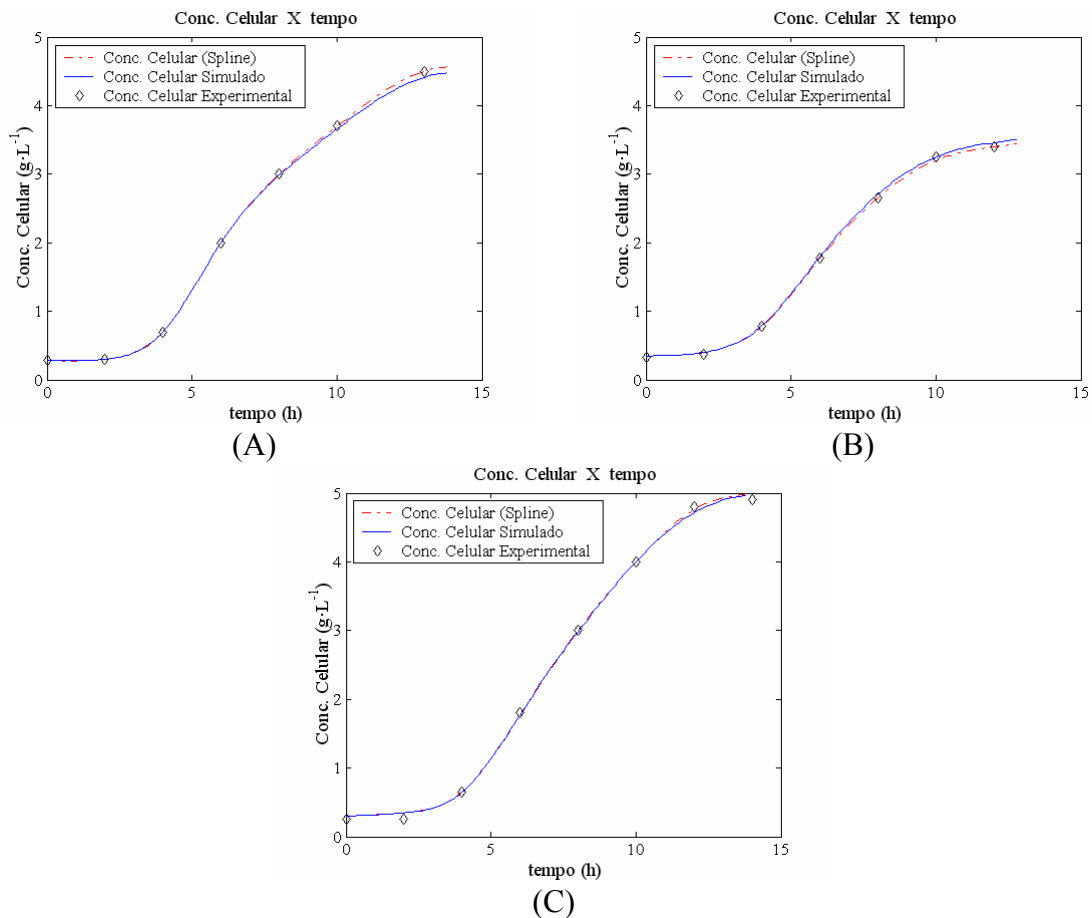 Conc. Celular X tempo
Conc. Celular (g·L⁻¹)
5
4
3
2
1
0
Conc. Celular (Spline)
Conc. Celular Simulado
Conc. Celular Experimental
0 5 10 15
tempo (h)
(A)
Conc. Celular X tempo
Conc. Celular (g·L⁻¹)
5
4
3
2
1
0
Conc. Celular (Spline)
Conc. Celular Simulado
Conc. Celular Experimental
0 5 10 15
tempo (h)
(B)
Conc. Celular X tempo
Conc. Celular (g·L⁻¹)
5
4
3
2
1
0
Conc. Celular (Spline)
Conc. Celular Simulado
Conc. Celular Experimental
0 5 10 15
tempo (h)
(C)